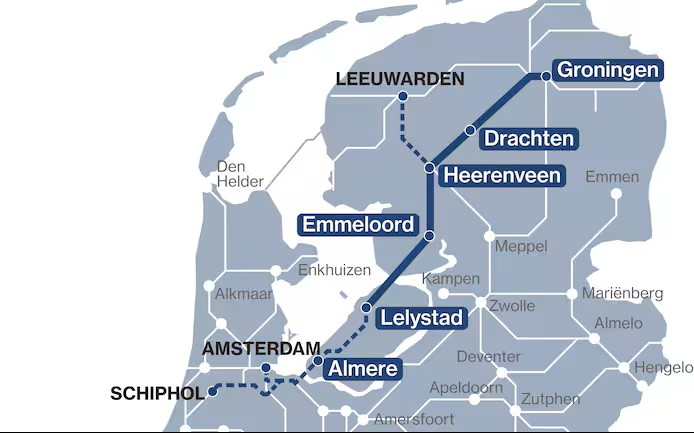 Groningen
LEEUWARDEN
Drachten
Den
Helder
Heerenveen
Emmen
Emmeloord
Meppel
Enkhuizen
Kampen
Alkmaar
Mariënberg
Zwolle
Lelystad
Almelo
AMSTERDAM
Almere
Deventer
Hengelo
SCHIPHOL
Apeldoorn
Zutphen
Amersfoort